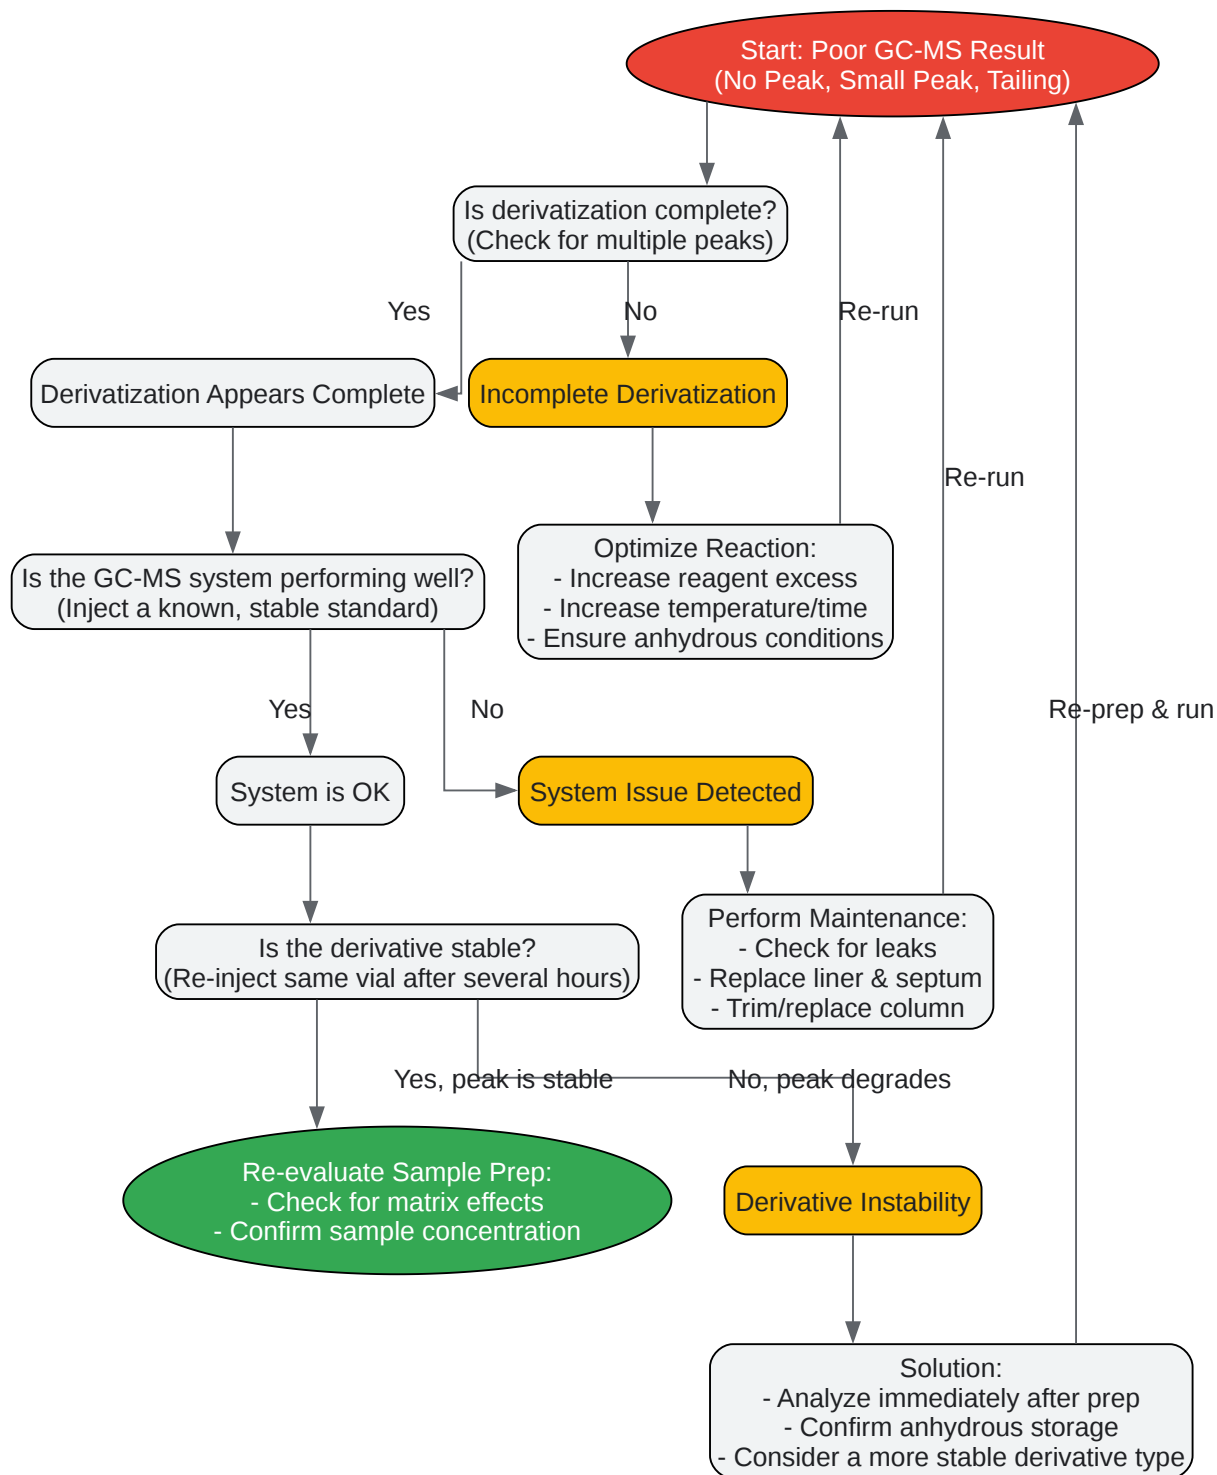 Start: Poor GC-MS Result
(No Peak, Small Peak, Tailing)
Is derivatization complete?
(Check for multiple peaks)
Yes
No
Re-run
Derivatization Appears Complete
Incomplete Derivatization
Re-run
Optimize Reaction:
- Increase reagent excess
- Increase temperature/time
- Ensure anhydrous conditions
Is the GC-MS system performing well?
(Inject a known, stable standard)
Yes
No
Re-prep & run
System is OK
System Issue Detected
Perform Maintenance:
- Check for leaks
- Replace liner & septum
- Trim/replace column
Is the derivative stable?
(Re-inject same vial after several hours)
Yes, peak is stable
No, peak degrades
Re-evaluate Sample Prep:
- Check for matrix effects
- Confirm sample concentration
Derivative Instability
Solution:
- Analyze immediately after prep
- Confirm anhydrous storage
- Consider a more stable derivative type